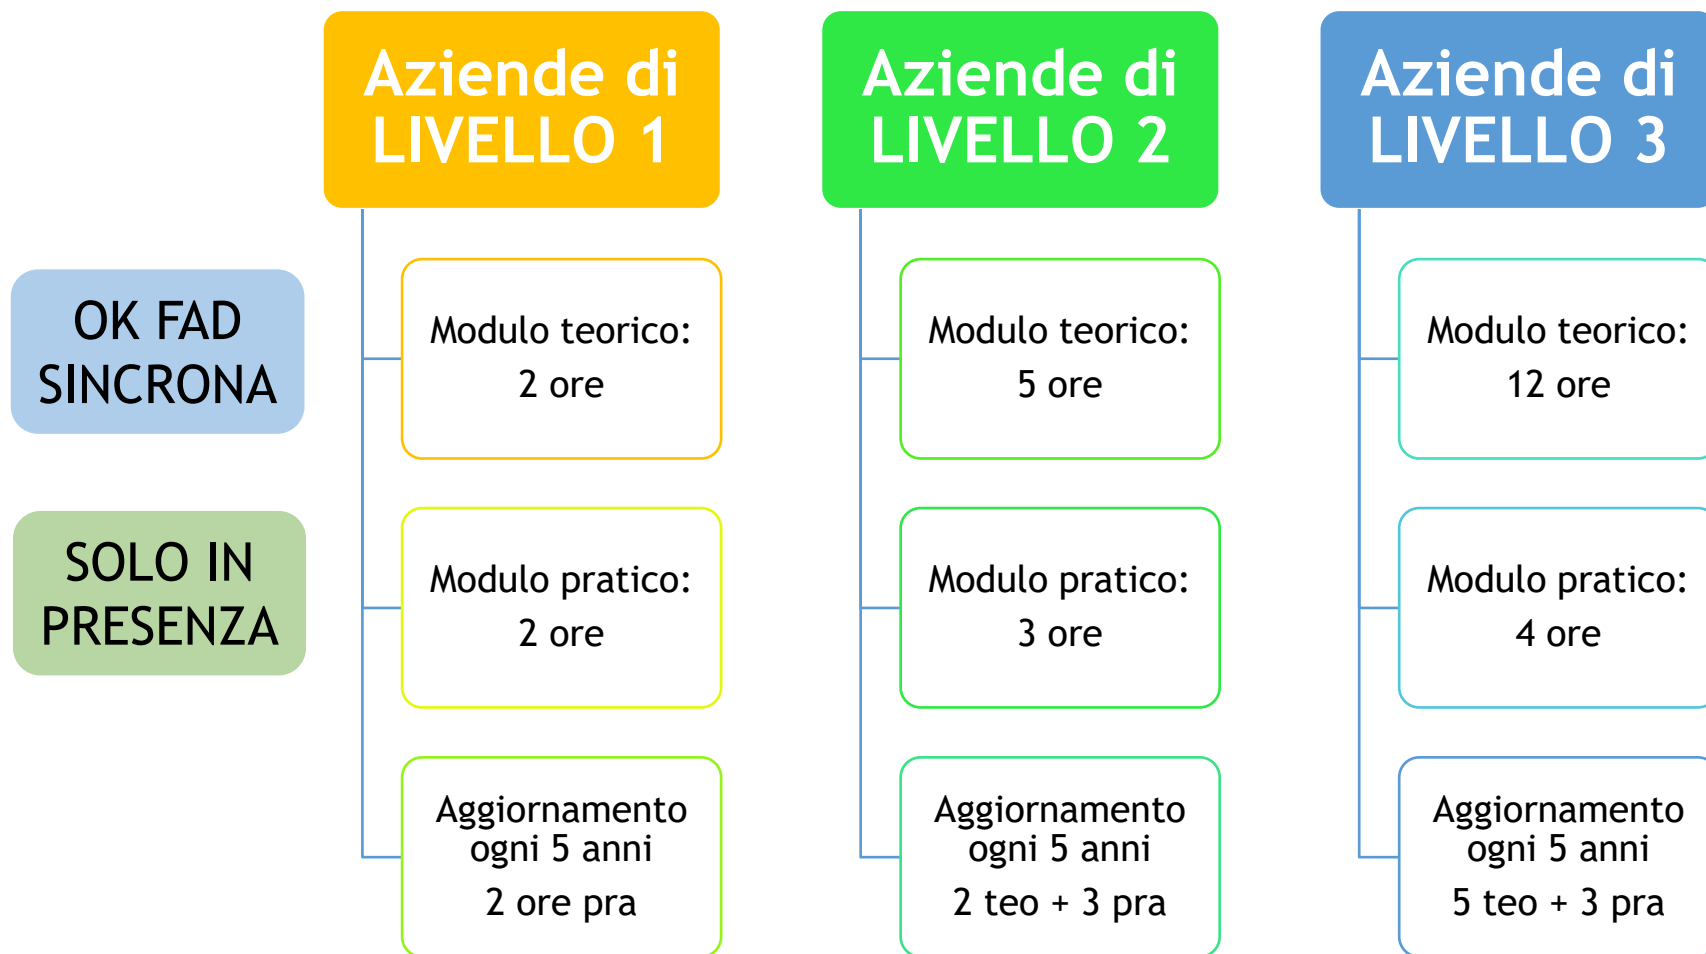 Aziende di
LIVELLO 1
Aziende di
LIVELLO 2
Aziende di
LIVELLO 3
OK FAD
SINCRONA
Modulo teorico:
2 ore
Modulo teorico:
5 ore
Modulo teorico:
12 ore
SOLO IN
PRESENZA
Modulo pratico:
2 ore
Modulo pratico:
3 ore
Modulo pratico:
4 ore
Aggiornamento
ogni 5 anni
2 ore pra
Aggiornamento
ogni 5 anni
2 teo + 3 pra
Aggiornamento
ogni 5 anni
5 teo + 3 pra